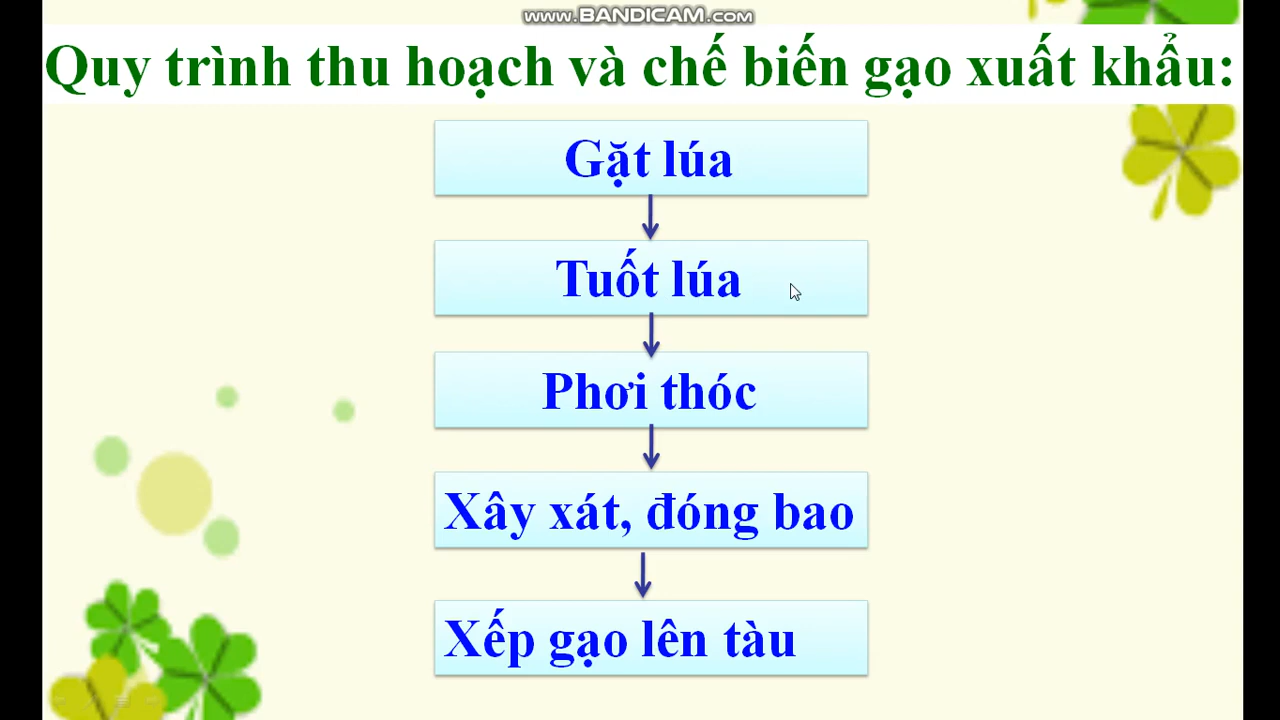 www.BANDICAM.com
Quy trình thu hoạch và chế biến gạo xuất khẩu:
Gặt lúa
Tuốt lúa
Phơi thóc
Xây xát, đóng bao
Xếp gạo lên tàu